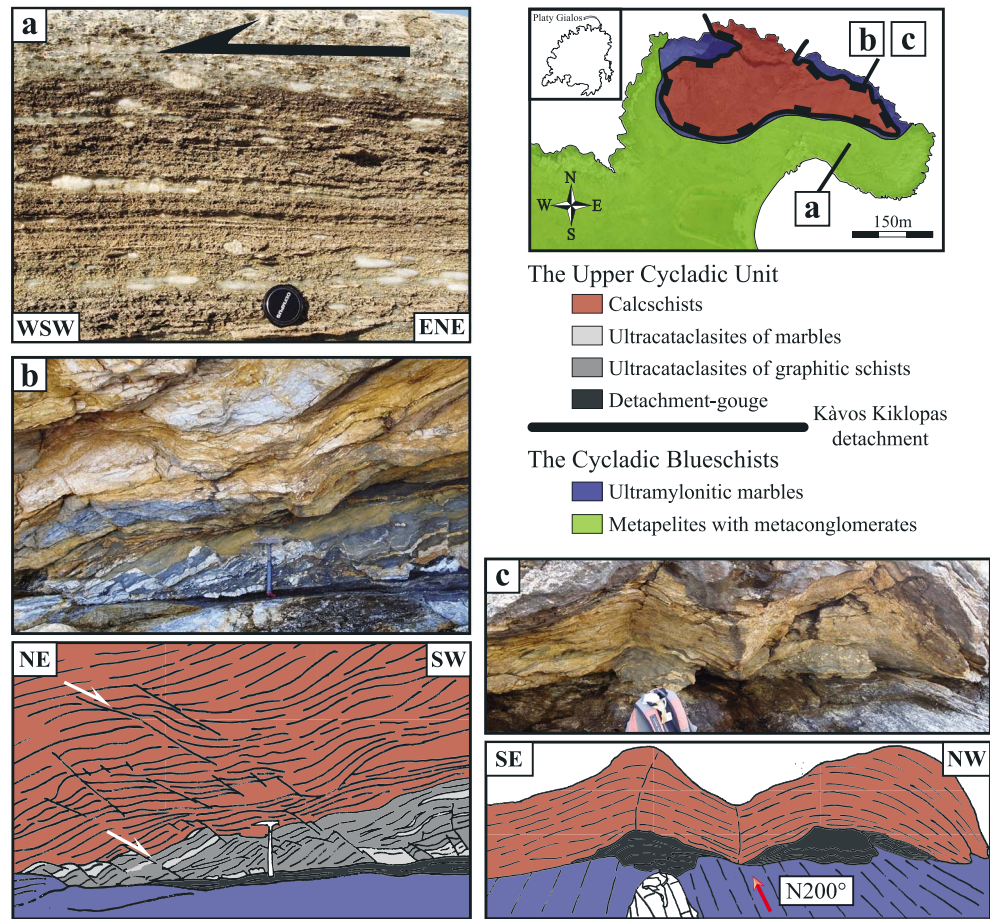 a
WSW
ENE
Platy Gialos
b
c
N
W
E
S
a
150m
The Upper Cycladic Unit
Calcschists
Ultracataclasites of marbles
Ultracataclasites of graphitic schists
Detachment-gouge
Kàvos Kiklopas
detachment
The Cycladic Blueschists
Ultramylonitic marbles
Metapelites with metaconglomerates
b
NE
SW
c
SE
NW
N200°